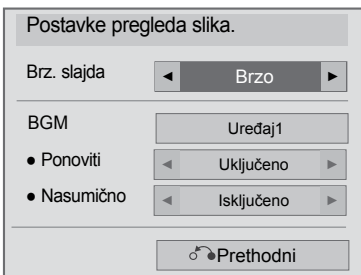 Postavke pregleda slika.
Brz. slajda ◄ Brzo ►
BGM Uređaj1
● Ponoviti ◄ Uključeno ►
● Nasumično ◄ Isključeno ►
Prethodni